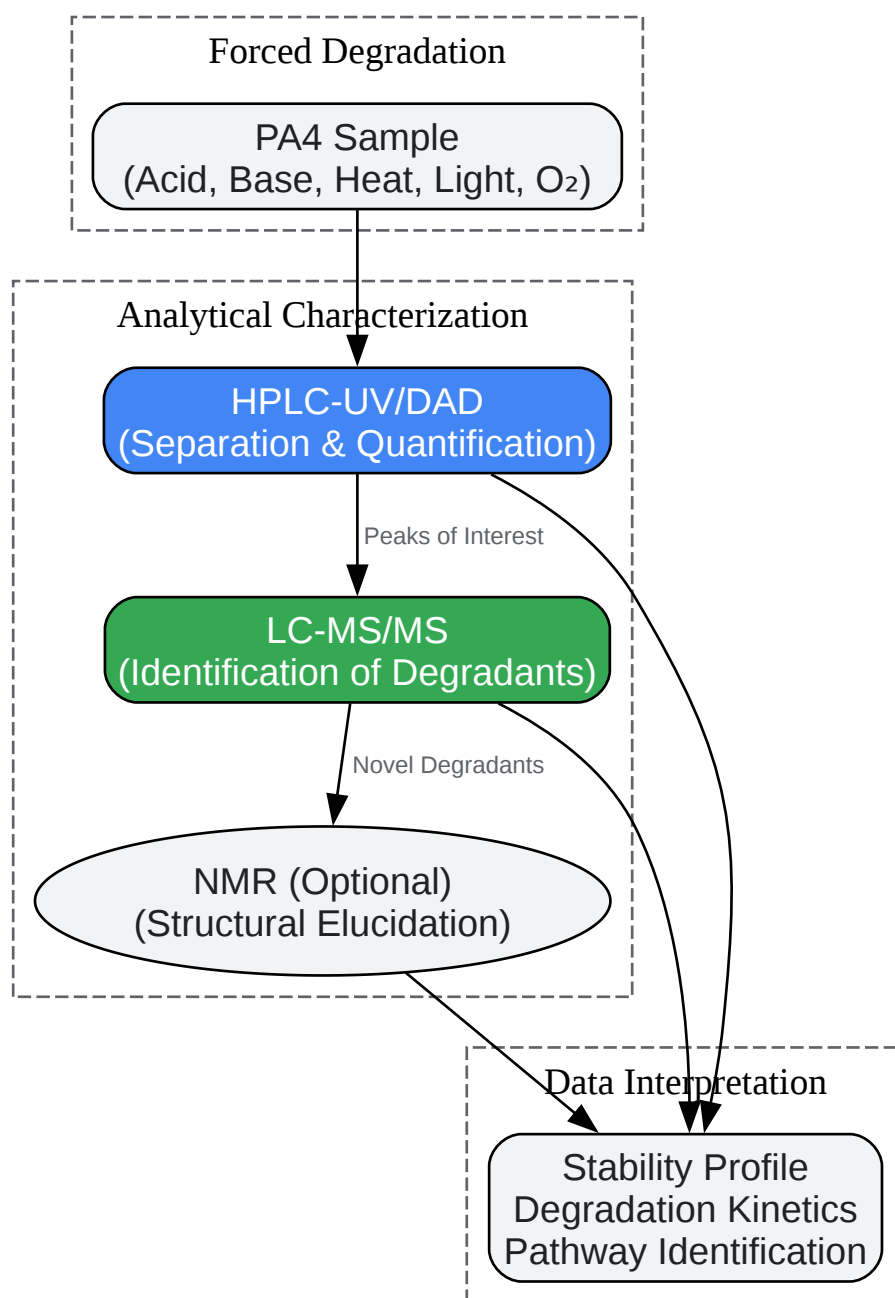 Forced Degradation
PA4 Sample
(Acid, Base, Heat, Light, O₂)
Analytical Characterization
HPLC-UV/DAD
(Separation & Quantification)
Peaks of Interest
LC-MS/MS
(Identification of Degradants)
Novel Degradants
NMR (Optional)
(Structural Elucidation)
Data Interpretation
Stability Profile
Degradation Kinetics
Pathway Identification